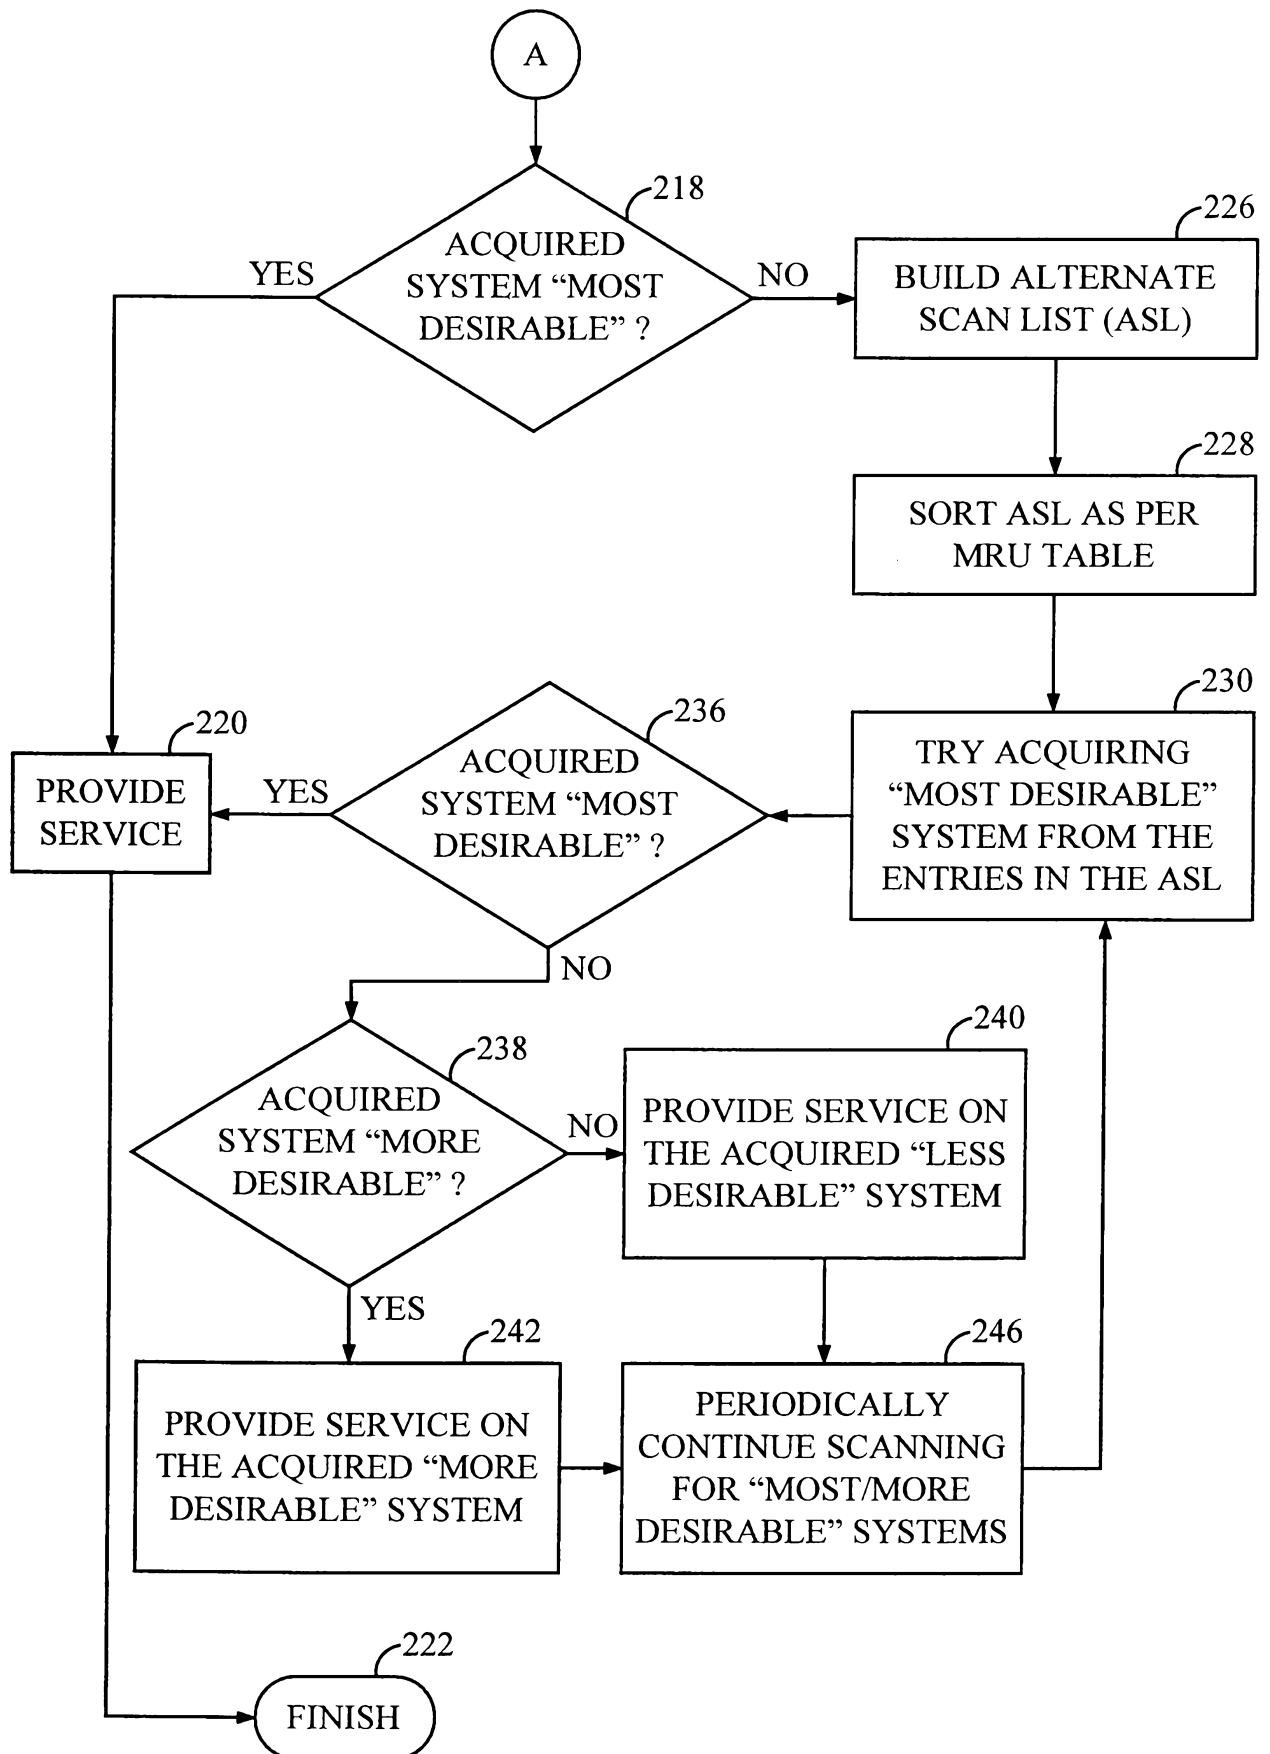 A
218
ACQUIRED
SYSTEM “MOST
DESIRABLE” ?
YES
NO
226
BUILD ALTERNATE
SCAN LIST (ASL)
228
SORT ASL AS PER
MRU TABLE
230
TRY ACQUIRING
“MOST DESIRABLE”
SYSTEM FROM THE
ENTRIES IN THE ASL
236
ACQUIRED
SYSTEM “MOST
DESIRABLE” ?
YES
NO
220
PROVIDE
SERVICE
238
ACQUIRED
SYSTEM “MORE
DESIRABLE” ?
NO
YES
240
PROVIDE SERVICE ON
THE ACQUIRED “LESS
DESIRABLE” SYSTEM
242
PROVIDE SERVICE ON
THE ACQUIRED “MORE
DESIRABLE” SYSTEM
246
PERIODICALLY
CONTINUE SCANNING
FOR “MOST/MORE
DESIRABLE” SYSTEMS
222
FINISH